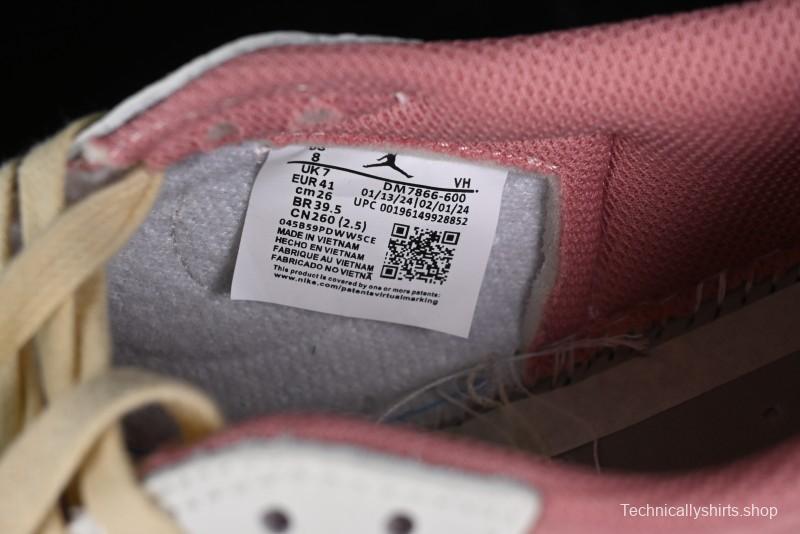 8
UK 7
EUR 41
cm 26
BR 39.5
CN 260 (2.5)
VH
DM7866-600
01/13/24|02/01/24
UPC 00196149928852
045B59PDWW5CE
MADE IN VIETNAM
HECHO EN VIETNAM
FABRIQUE AU VIETNAM
FABRICADO NO VIETNÃ
This product is covered by one or more patents:
www.nike.com/patentsvirtualmarking
Technicallyshirts.shop